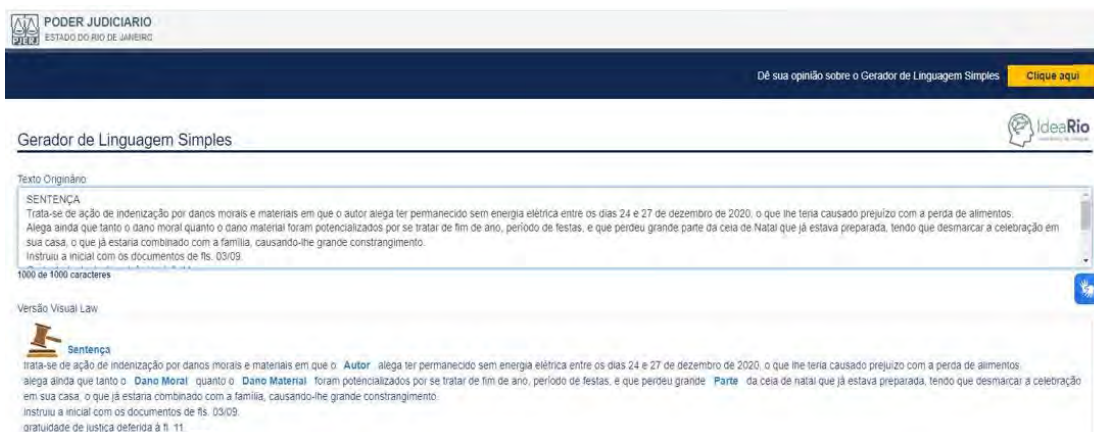 PODER JUDICIARIO
ESTADO DO RIO DE JANEIRO
PJERJ
Dê sua opinião sobre o Gerador de Linguagem Simples
Clique aqui
IdeaRio
Gerador de Linguagem Simples
Texto Originário
SENTENÇA
Trata-se de ação de indenização por danos morais e materiais em que o autor alega ter permanecido sem energia elétrica entre os dias 24 e 27 de dezembro de 2020, o que lhe teria causado prejuízo com a perda de alimentos.
Alega ainda que tanto o dano moral quanto o dano material foram potencializados por se tratar de fim de ano, período de festas, e que perdeu grande parte da ceia de Natal que já estava preparada, tendo que desmarcar a celebração em
sua casa, o que já estaria combinado com a família, causando-lhe grande constrangimento.
Instruiu a inicial com os documentos de fls. 03/09.
1000 de 1000 caracteres
Versão Visual Law
Sentença
trata-se de ação de indenização por danos morais e materiais em que o Autor alega ter permanecido sem energia elétrica entre os dias 24 e 27 de dezembro de 2020, o que lhe teria causado prejuízo com a perda de alimentos.
alega ainda que tanto o Dano Moral quanto o Dano Material foram potencializados por se tratar de fim de ano, período de festas, e que perdeu grande Parte da ceia de natal que já estava preparada, tendo que desmarcar a celebração
em sua casa, o que já estaria combinado com a família, causando-lhe grande constrangimento.
instruiu a inicial com os documentos de fls. 03/09.
gratuidade de justiça deferida à fl. 11.